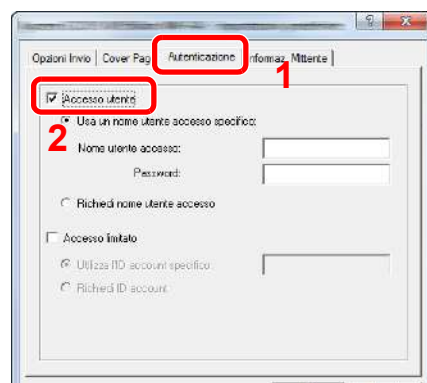 Opzioni Invio Cover Pag Autenticazione Informaz. Mittente
1
Accesso utente
2
Usa un nome utente accesso specifico:
Nome utente accesso:
Password:
Richiedi nome utente accesso
Accesso limitato
Utilizza l'ID account specifico:
Richiedi ID account